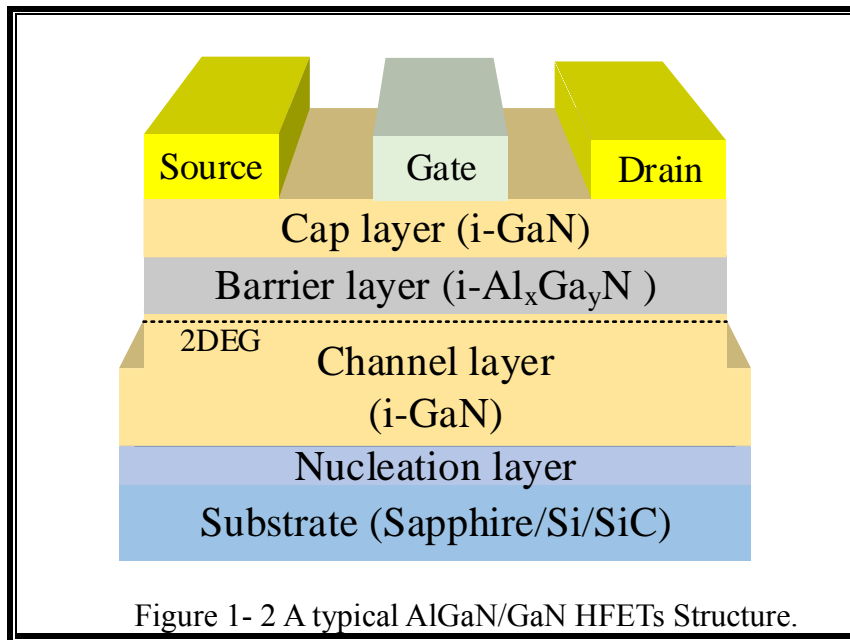 Source Gate Drain
Cap layer (i-GaN)
Barrier layer (i-AlxGayN )
2DEG
Channel layer
(i-GaN)
Nucleation layer
Substrate (Sapphire/Si/SiC)
Figure 1- 2 A typical AlGaN/GaN HFETs Structure.